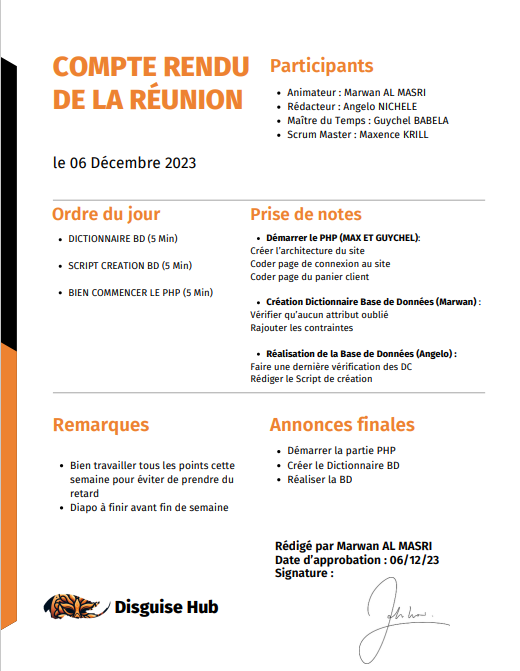 COMPTE RENDU
DE LA RÉUNION
le 06 Décembre 2023
Participants
• Animateur : Marwan AL MASRI
• Rédacteur : Angelo NICHELE
• Maître du Temps : Guychel BABELA
• Scrum Master : Maxence KRILL
Ordre du jour
• DICTIONNAIRE BD (5 Min)
• SCRIPT CREATION BD (5 Min)
• BIEN COMMENCER LE PHP (5 Min)
Prise de notes
• Démarrer le PHP (MAX ET GUYCHEL):
Créer l'architecture du site
Coder page de connexion au site
Coder page du panier client
• Création Dictionnaire Base de Données (Marwan) :
Vérifier qu'aucun attribut oublié
Rajouter les contraintes
• Réalisation de la Base de Données (Angelo) :
Faire une dernière vérification des DC
Rédiger le Script de création
Remarques
• Bien travailler tous les points cette
semaine pour éviter de prendre du
retard
• Diapo à finir avant fin de semaine
Annonces finales
• Démarrer la partie PHP
• Créer le Dictionnaire BD
• Réaliser la BD
Rédigé par Marwan AL MASRI
Date d'approbation : 06/12/23
Signature :
Disguise Hub